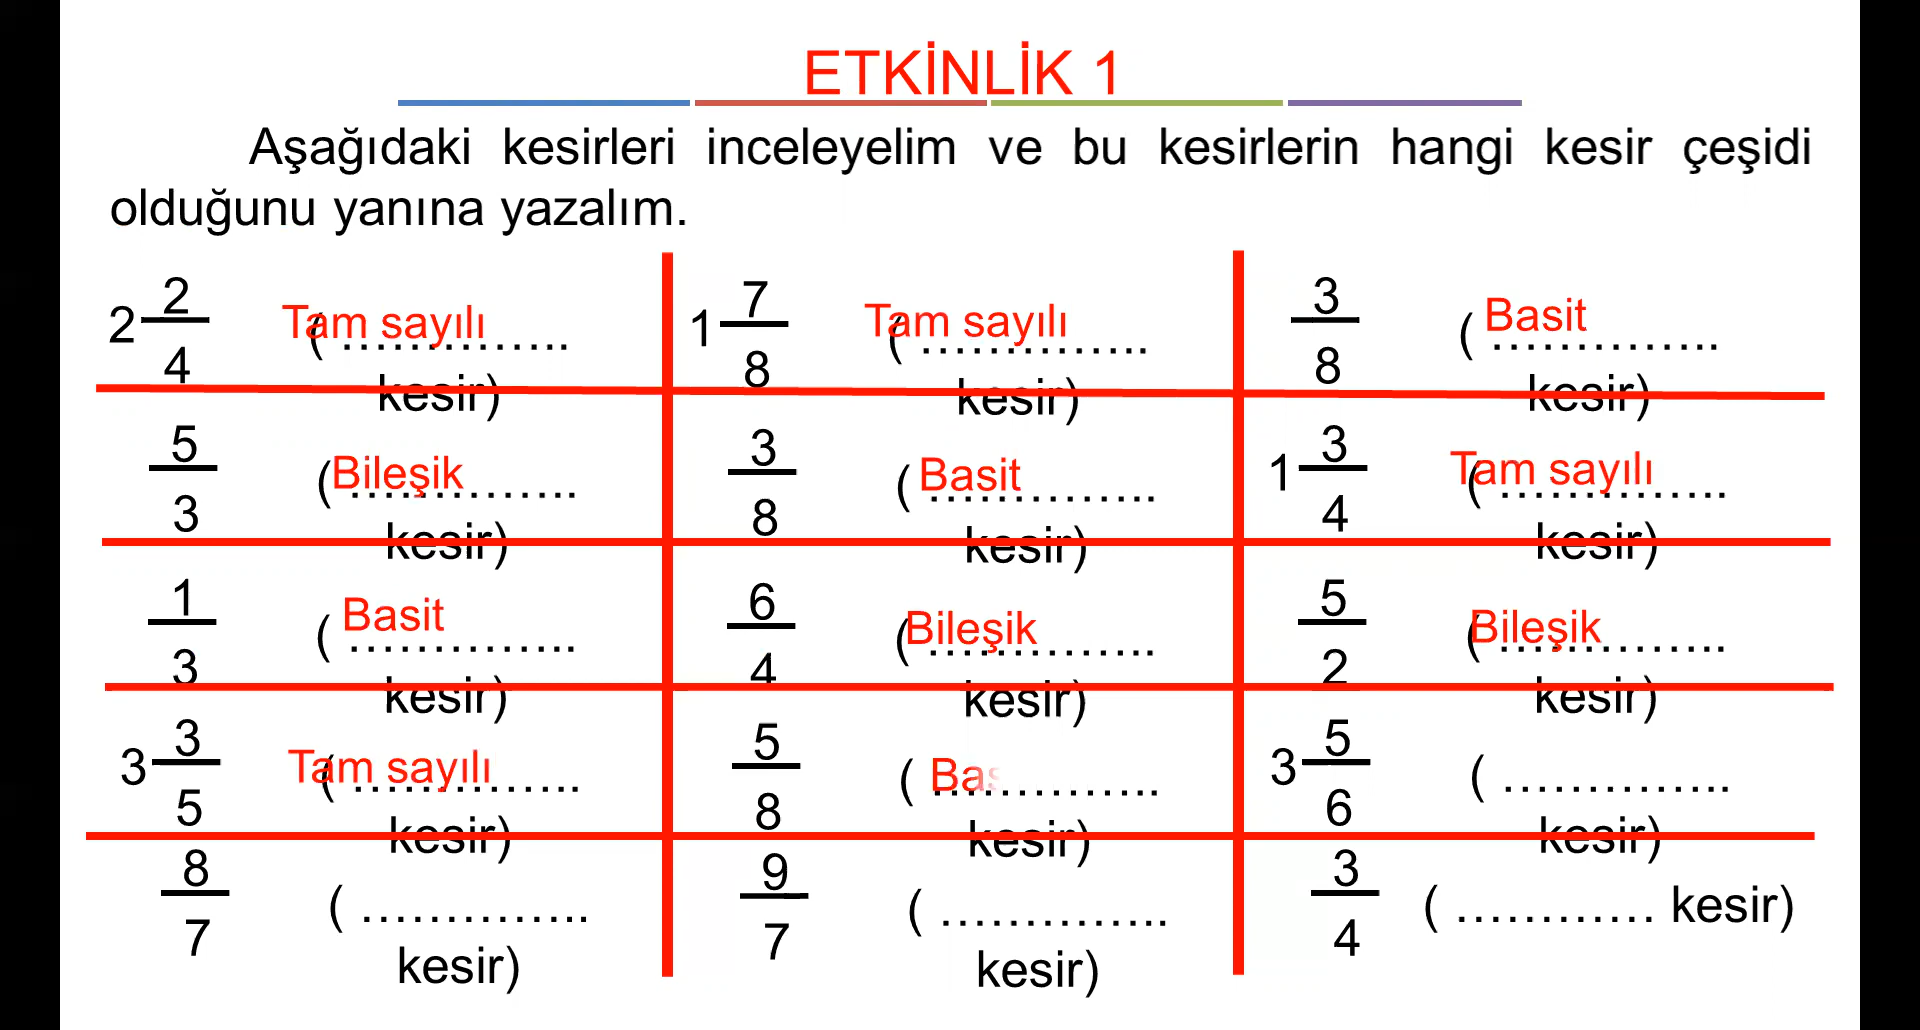 ETKİNLİK 1
Aşağıdaki kesirleri inceleyelim ve bu kesirlerin hangi kesir çeşidi
olduğunu yanına yazalım.
2 2/4 ( Tam sayılı ………….. kesir)
1 7/8 ( Tam sayılı ………….. kesir)
3/8 ( Basit ………….. kesir)
5/3 ( Bileşik ………….. kesir)
3/8 ( Basit ………….. kesir)
1 3/4 ( Tam sayılı ………….. kesir)
1/3 ( Basit ………….. kesir)
6/4 ( Bileşik ………….. kesir)
5/2 ( Bileşik ………….. kesir)
3 3/5 ( Tam sayılı ………….. kesir)
5/8 ( Bas ………….. kesir)
3 5/6 ( ………….. kesir)
8/7 ( ………….. kesir)
9/7 ( ………….. kesir)
3/4 ( ………… kesir)